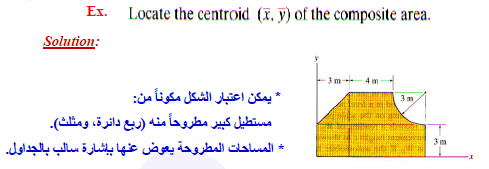 Ex. Locate the centroid (x̅, y̅) of the composite area.
Solution:
* يمكن اعتبار الشكل مكوناً من:
مستطيل كبير مطروحاً منه (ربع دائرة، ومثلث).
* المساحات المطروحة يعوض عنها بإشارة سالب بالجداول.
y
3 m
4 m
3 m
3 m
x